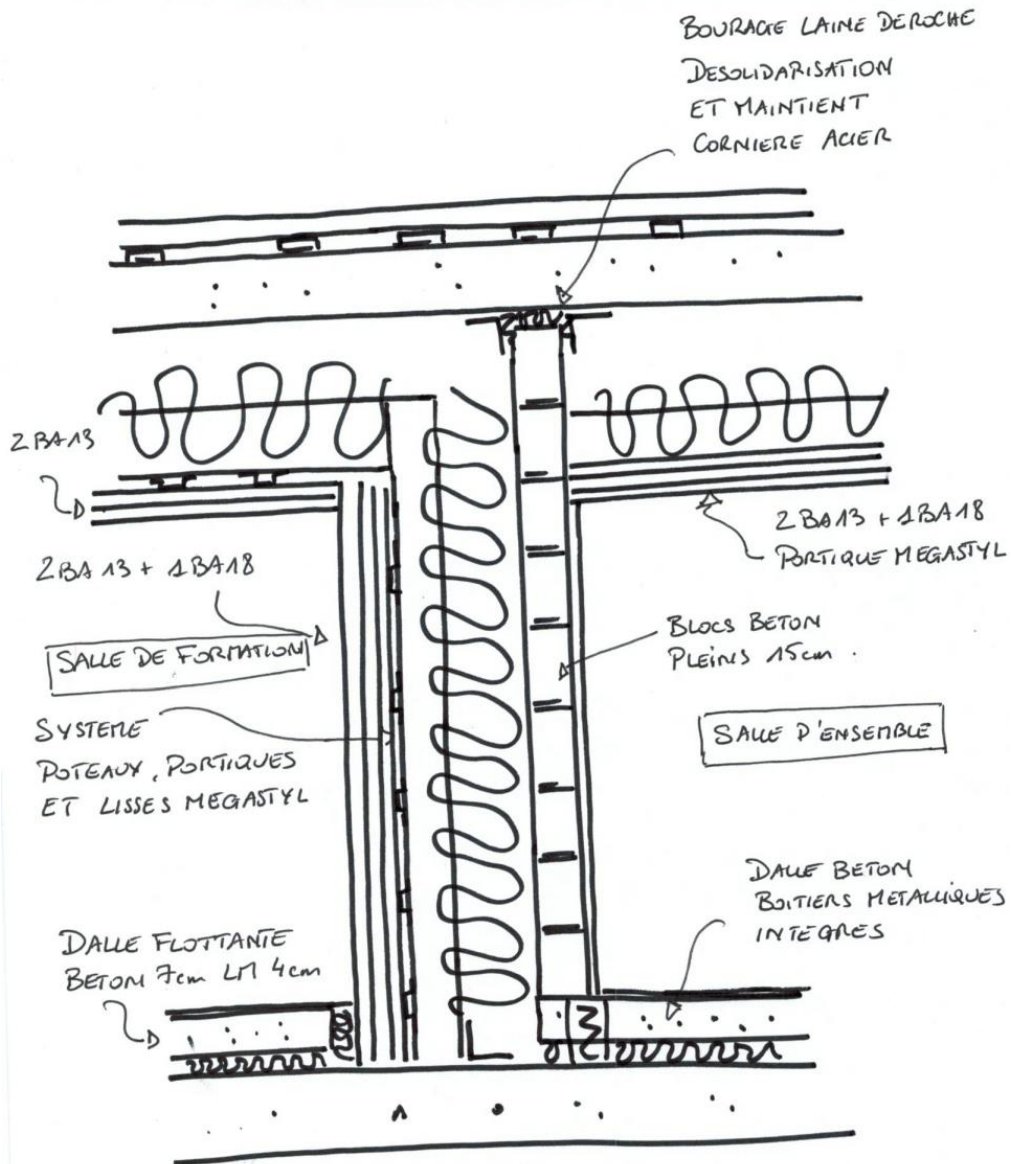 BOURAGE LAINE DE ROCHE
DESOLIDARISATION
ET MAINTIENT
CORNIERE ACIER
2BA13
2BA13 + 1BA18
SALLE DE FORMATION
SYSTEME
POTEAUX, PORTIQUES
ET LISSES MEGASTYL
DALLE FLOTTANTE
BETON 7cm LM 4cm
2BA13 + 1BA18
PORTIQUE MEGASTYL
BLOCS BETON
PLEINS 15cm.
SALLE D'ENSEMBLE
DALLE BETON
BOITIERS METALLIQUES
INTEGRES